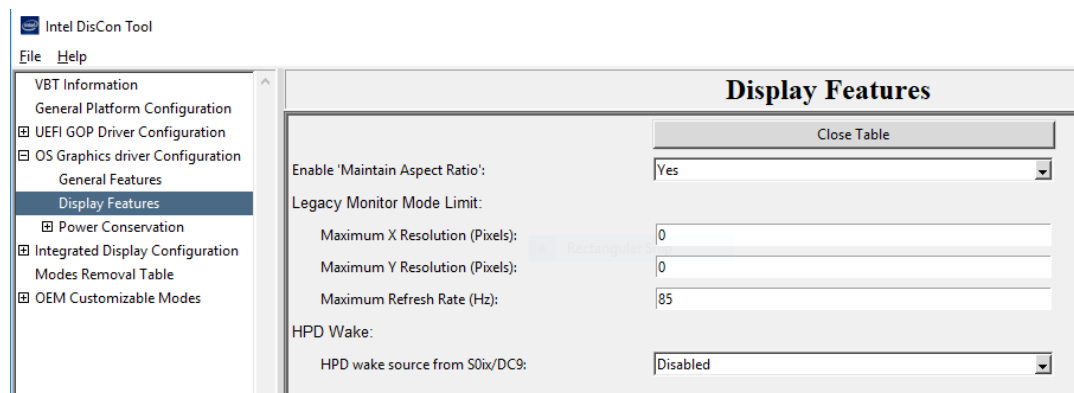 Intel DisCon Tool
File Help
VBT Information
General Platform Configuration
UEFI GOP Driver Configuration
OS Graphics driver Configuration
General Features
Display Features
Power Conservation
Integrated Display Configuration
Modes Removal Table
OEM Customizable Modes
Display Features
Close Table
Enable 'Maintain Aspect Ratio': Yes
Legacy Monitor Mode Limit:
Maximum X Resolution (Pixels): 0
Maximum Y Resolution (Pixels): 0
Maximum Refresh Rate (Hz): 85
HPD Wake:
HPD wake source from S0ix/DC9: Disabled
Rectangular